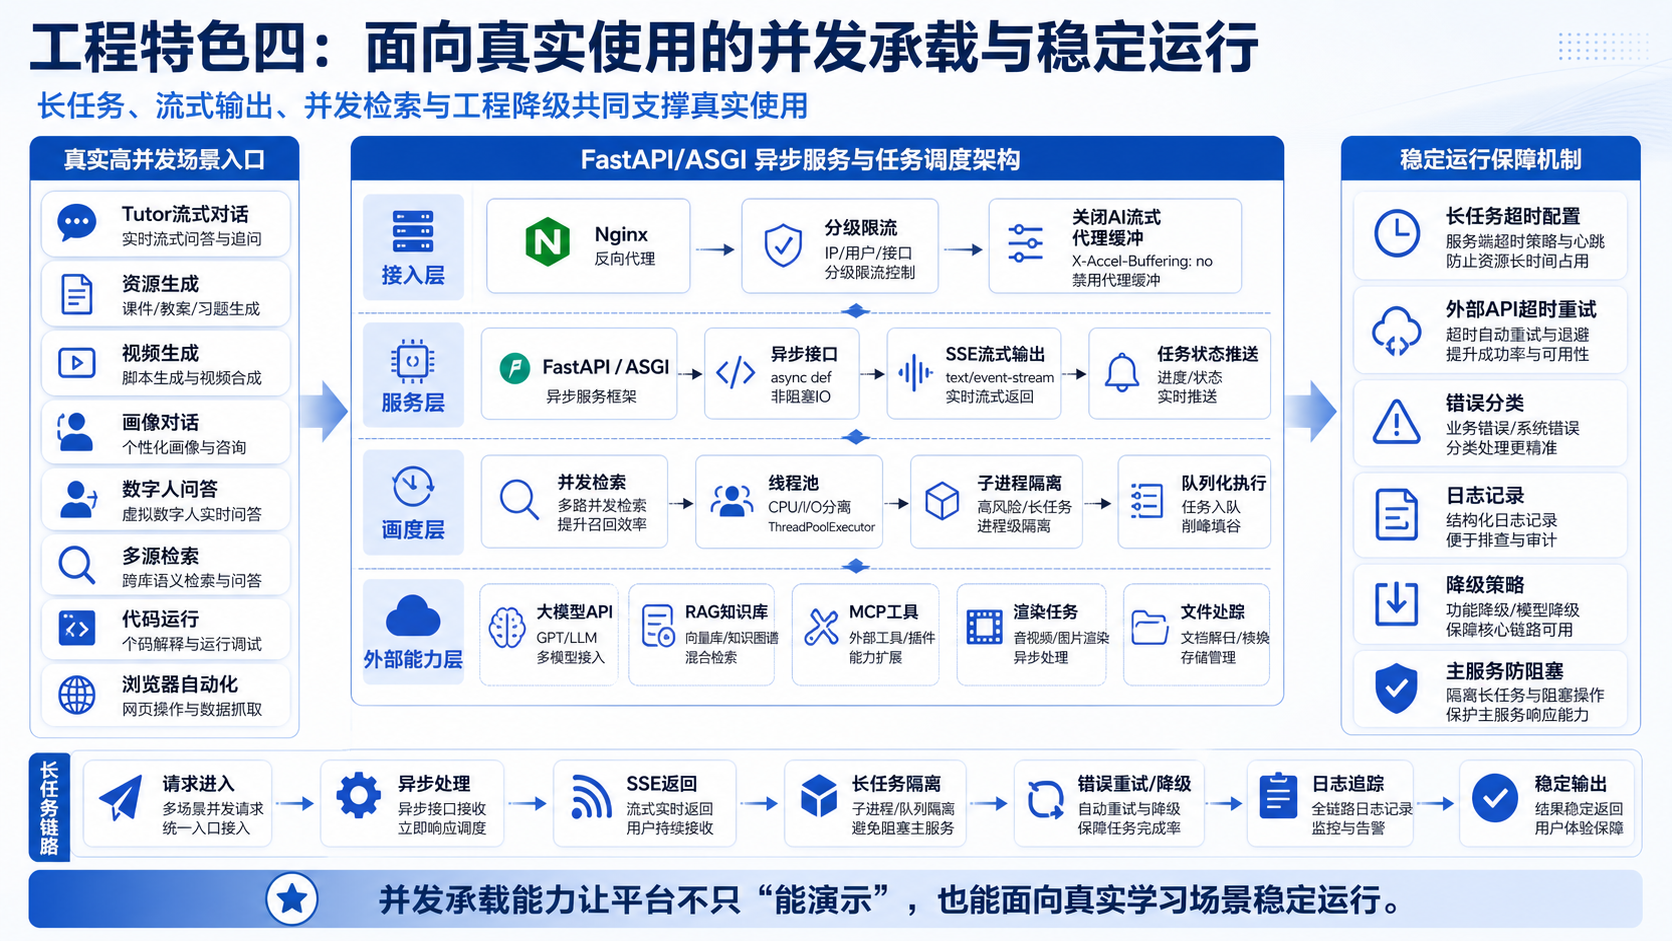 工程特色四：面向真实使用的并发承载与稳定运行
长任务、流式输出、并发检索与工程降级共同支撑真实使用
真实高并发场景入口
Tutor流式对话
实时流式问答与追问
资源生成
课件/教案/习题生成
视频生成
脚本生成与视频合成
画像对话
个性化画像与咨询
数字人问答
虚拟数字人实时问答
多源检索
跨库语义检索与问答
代码运行
个码解释与运行调试
浏览器自动化
网页操作与数据抓取
FastAPI/ASGI 异步服务与任务调度架构
接入层
Nginx
反向代理
分级限流
IP/用户/接口
分级限流控制
关闭AI流式
代理缓冲
X-Accel-Buffering: no
禁用代理缓冲
服务层
FastAPI / ASGI
异步服务框架
异步接口
async def
非阻塞IO
SSE流式输出
text/event-stream
实时流式返回
任务状态推送
进度/状态
实时推送
画度层
并发检索
多路并发检索
提升召回效率
线程池
CPU/I/O分离
ThreadPoolExecutor
子进程隔离
高风险/长任务
进程级隔离
队列化执行
任务入队
削峰填谷
外部能力层
大模型API
GPT/LLM
多模型接入
RAG知识库
向量库/知识图谱
混合检索
MCP工具
外部工具/插件
能力扩展
渲染任务
音视频/图片渲染
异步处理
文件处踪
文档解日/
存储管理
稳定运行保障机制
长任务超时配置
服务端超时策略与心跳
防止资源长时间占用
外部API超时重试
超时自动重试与退避
提升成功率与可用性
错误分类
业务错误/系统错误
分类处理更精准
日志记录
结构化日志记录
便于排查与审计
降级策略
功能降级/模型降级
保障核心链路可用
主服务防阻塞
隔离长任务与阻塞操作
保护主服务响应能力
长任务链路
请求进入
多场景并发请求
统一入口接入
异步处理
异步接口接收
立即响应调度
SSE返回
流式实时返回
用户持续接收
长任务隔离
子进程/队列隔离
避免阻塞主服务
错误重试/降级
自动重试与降级
保障任务完成率
日志追踪
全链路日志记录
监控与告警
稳定输出
结果稳定返回
用户体验保障
并发承载能力让平台不只“能演示”，也能面向真实学习场景稳定运行。